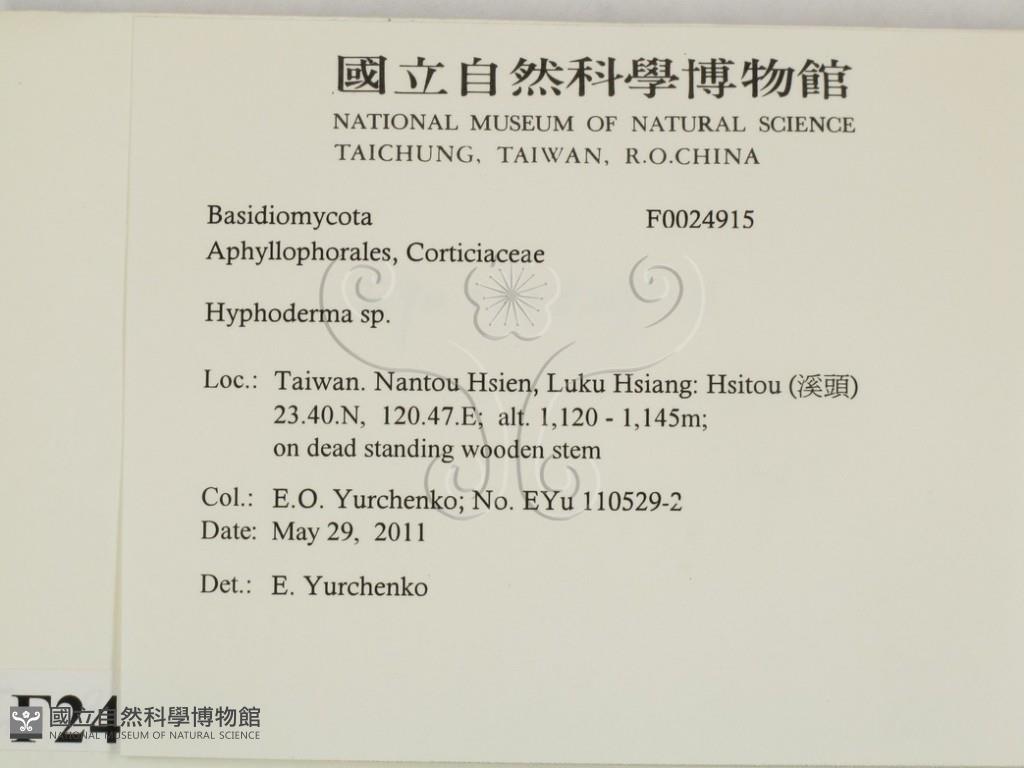 國立自然科學博物館
NATIONAL MUSEUM OF NATURAL SCIENCE
TAICHUNG, TAIWAN, R.O.CHINA
Basidiomycota F0024915
Aphyllophorales, Corticiaceae
Hyphoderma sp.
Loc.: Taiwan. Nantou Hsien, Luku Hsiang: Hsitou (溪頭)
23.40.N, 120.47.E; alt. 1,120 - 1,145m;
on dead standing wooden stem
Col.: E.O. Yurchenko; No. EYu 110529-2
Date: May 29, 2011
Det.: E. Yurchenko
F24
國立自然科學博物館
NATIONAL MUSEUM OF NATURAL SCIENCE